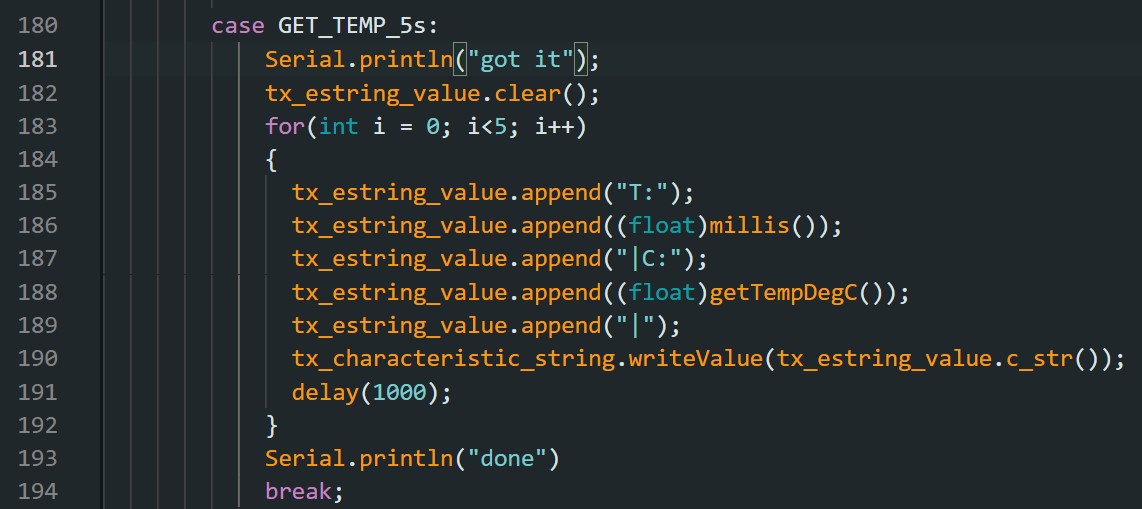 180 case GET_TEMP_5s:
181 Serial.println("got it");
182 tx_estring_value.clear();
183 for(int i = 0; i<5; i++)
184 {
185 tx_estring_value.append("T:");
186 tx_estring_value.append((float)millis());
187 tx_estring_value.append("|C:");
188 tx_estring_value.append((float)getTempDegC());
189 tx_estring_value.append("|");
190 tx_characteristic_string.writeValue(tx_estring_value.c_str());
191 delay(1000);
192 }
193 Serial.println("done")
194 break;